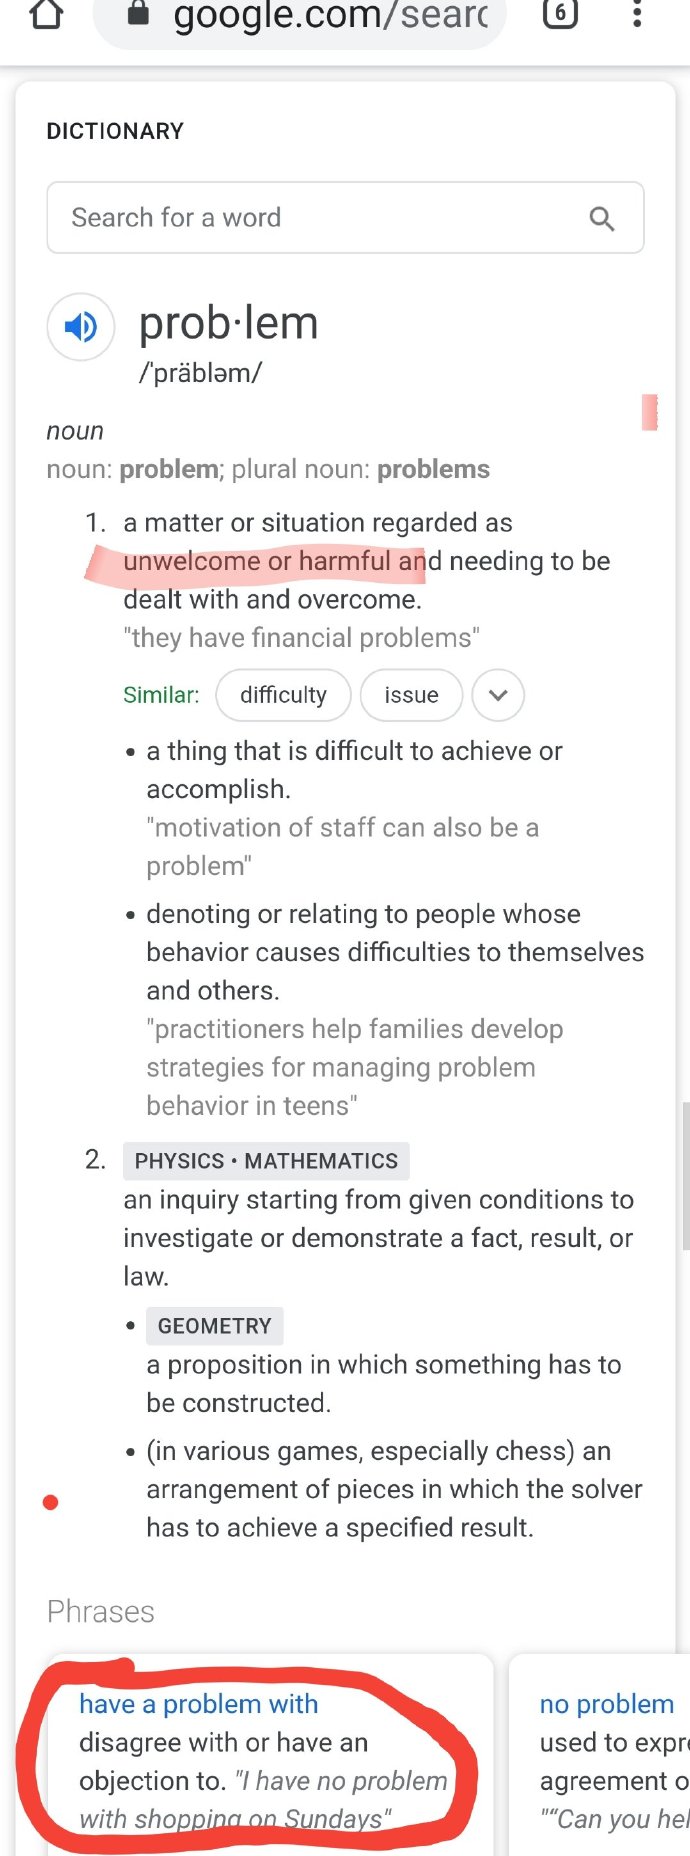 google.com/searc
6
DICTIONARY
Search for a word
prob·lem
/ˈpräbləm/
noun
noun: problem; plural noun: problems
1. a matter or situation regarded as
unwelcome or harmful and needing to be
dealt with and overcome.
"they have financial problems"
Similar: difficulty issue
• a thing that is difficult to achieve or
accomplish.
"motivation of staff can also be a
problem"
• denoting or relating to people whose
behavior causes difficulties to themselves
and others.
"practitioners help families develop
strategies for managing problem
behavior in teens"
2. PHYSICS • MATHEMATICS
an inquiry starting from given conditions to
investigate or demonstrate a fact, result, or
law.
• GEOMETRY
a proposition in which something has to
be constructed.
• (in various games, especially chess) an
arrangement of pieces in which the solver
has to achieve a specified result.
Phrases
have a problem with
disagree with or have an
objection to. "I have no problem
with shopping on Sundays"
no problem
used to expre
agreement o
"“Can you hel